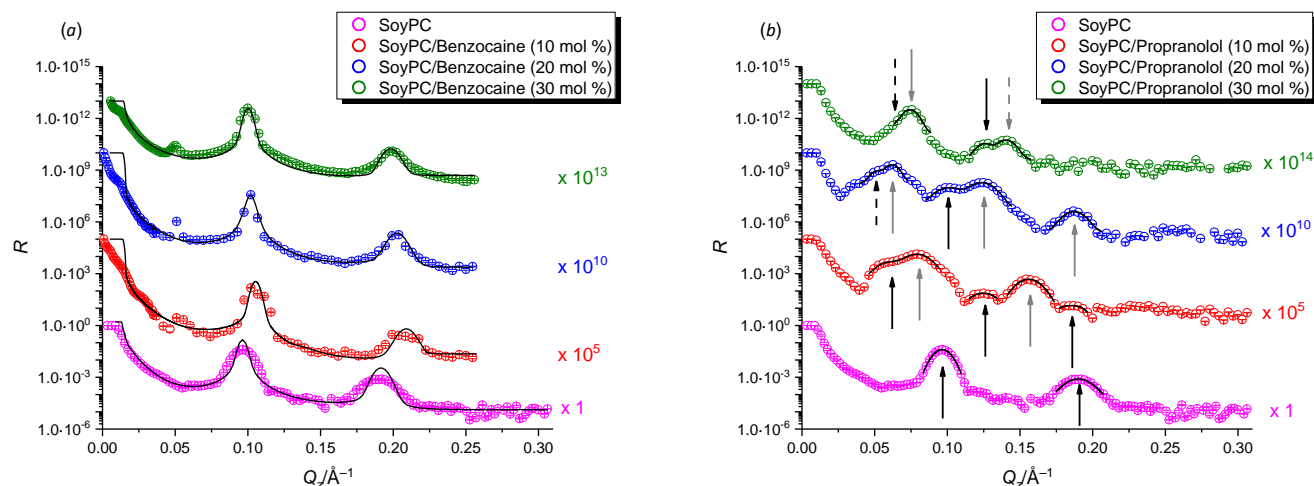 (a)
SoyPC
SoyPC/Benzocaine (10 mol %)
SoyPC/Benzocaine (20 mol %)
SoyPC/Benzocaine (30 mol %)
1.0·10^15
1.0·10^12
1.0·10^9
1.0·10^6
1.0·10^3
1.0·10^0
1.0·10^-3
1.0·10^-6
R
x 10^13
x 10^10
x 10^5
x 1
0.00 0.05 0.10 0.15 0.20 0.25 0.30
Q_z/Å^−1
(b)
SoyPC
SoyPC/Propranolol (10 mol %)
SoyPC/Propranolol (20 mol %)
SoyPC/Propranolol (30 mol %)
1.0·10^15
1.0·10^12
1.0·10^9
1.0·10^6
1.0·10^3
1.0·10^0
1.0·10^-3
1.0·10^-6
R
x 10^14
x 10^10
x 10^5
x 1
0.00 0.05 0.10 0.15 0.20 0.25 0.30
Q_z/Å^−1